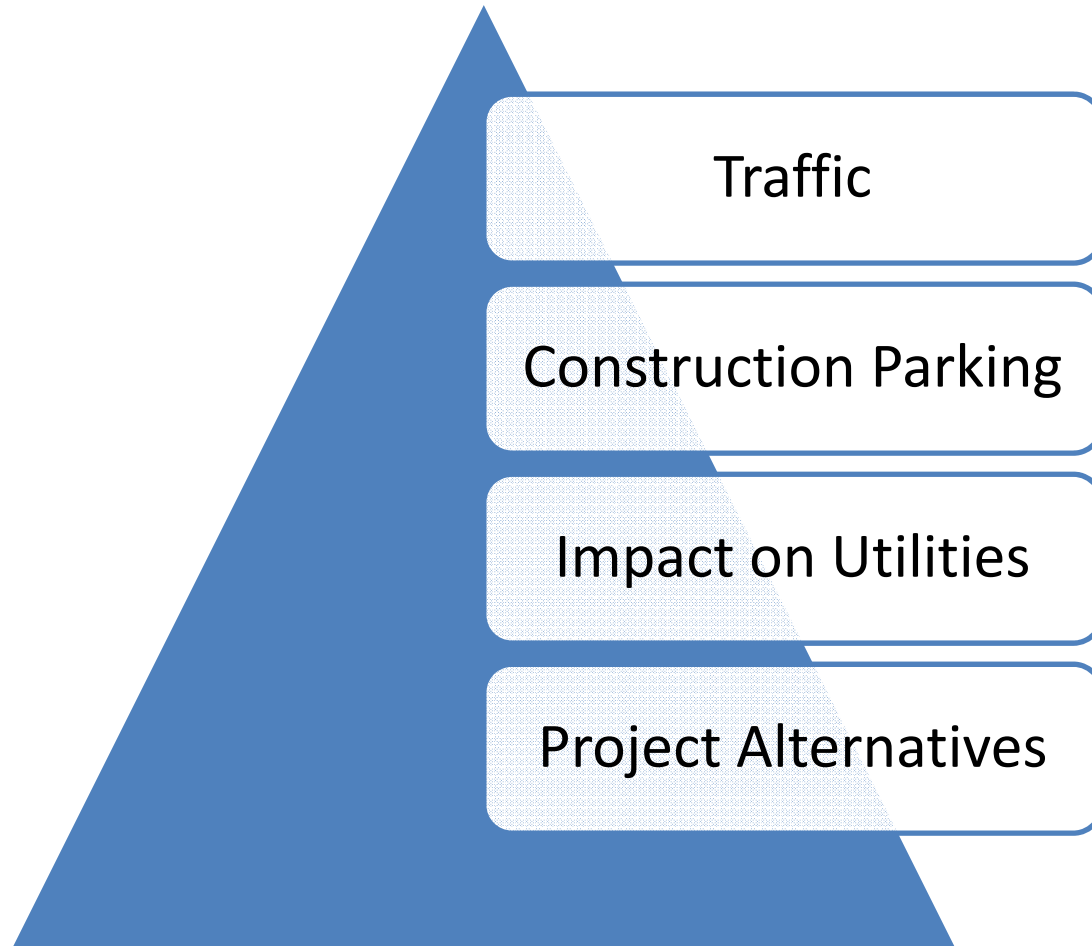 Traffic
Construction Parking
Impact on Utilities
Project Alternatives